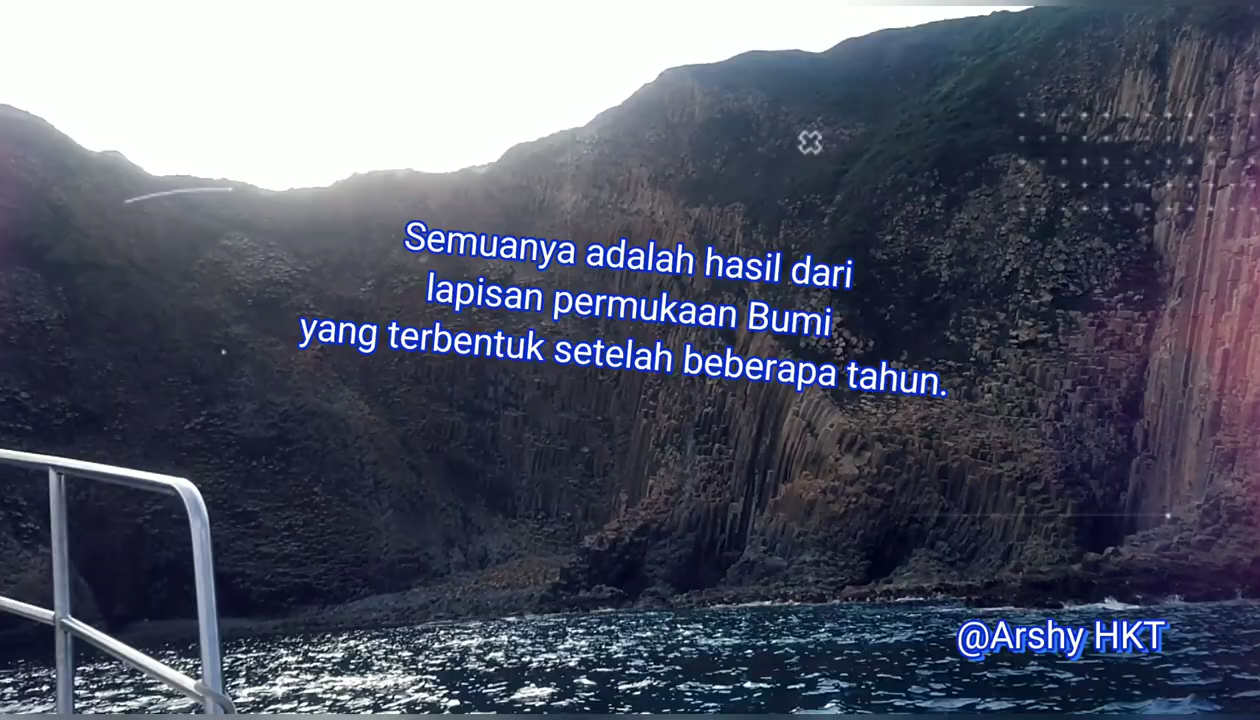 Semuanya adalah hasil dari
lapisan permukaan Bumi
yang terbentuk setelah beberapa tahun.
@Arshy HKT